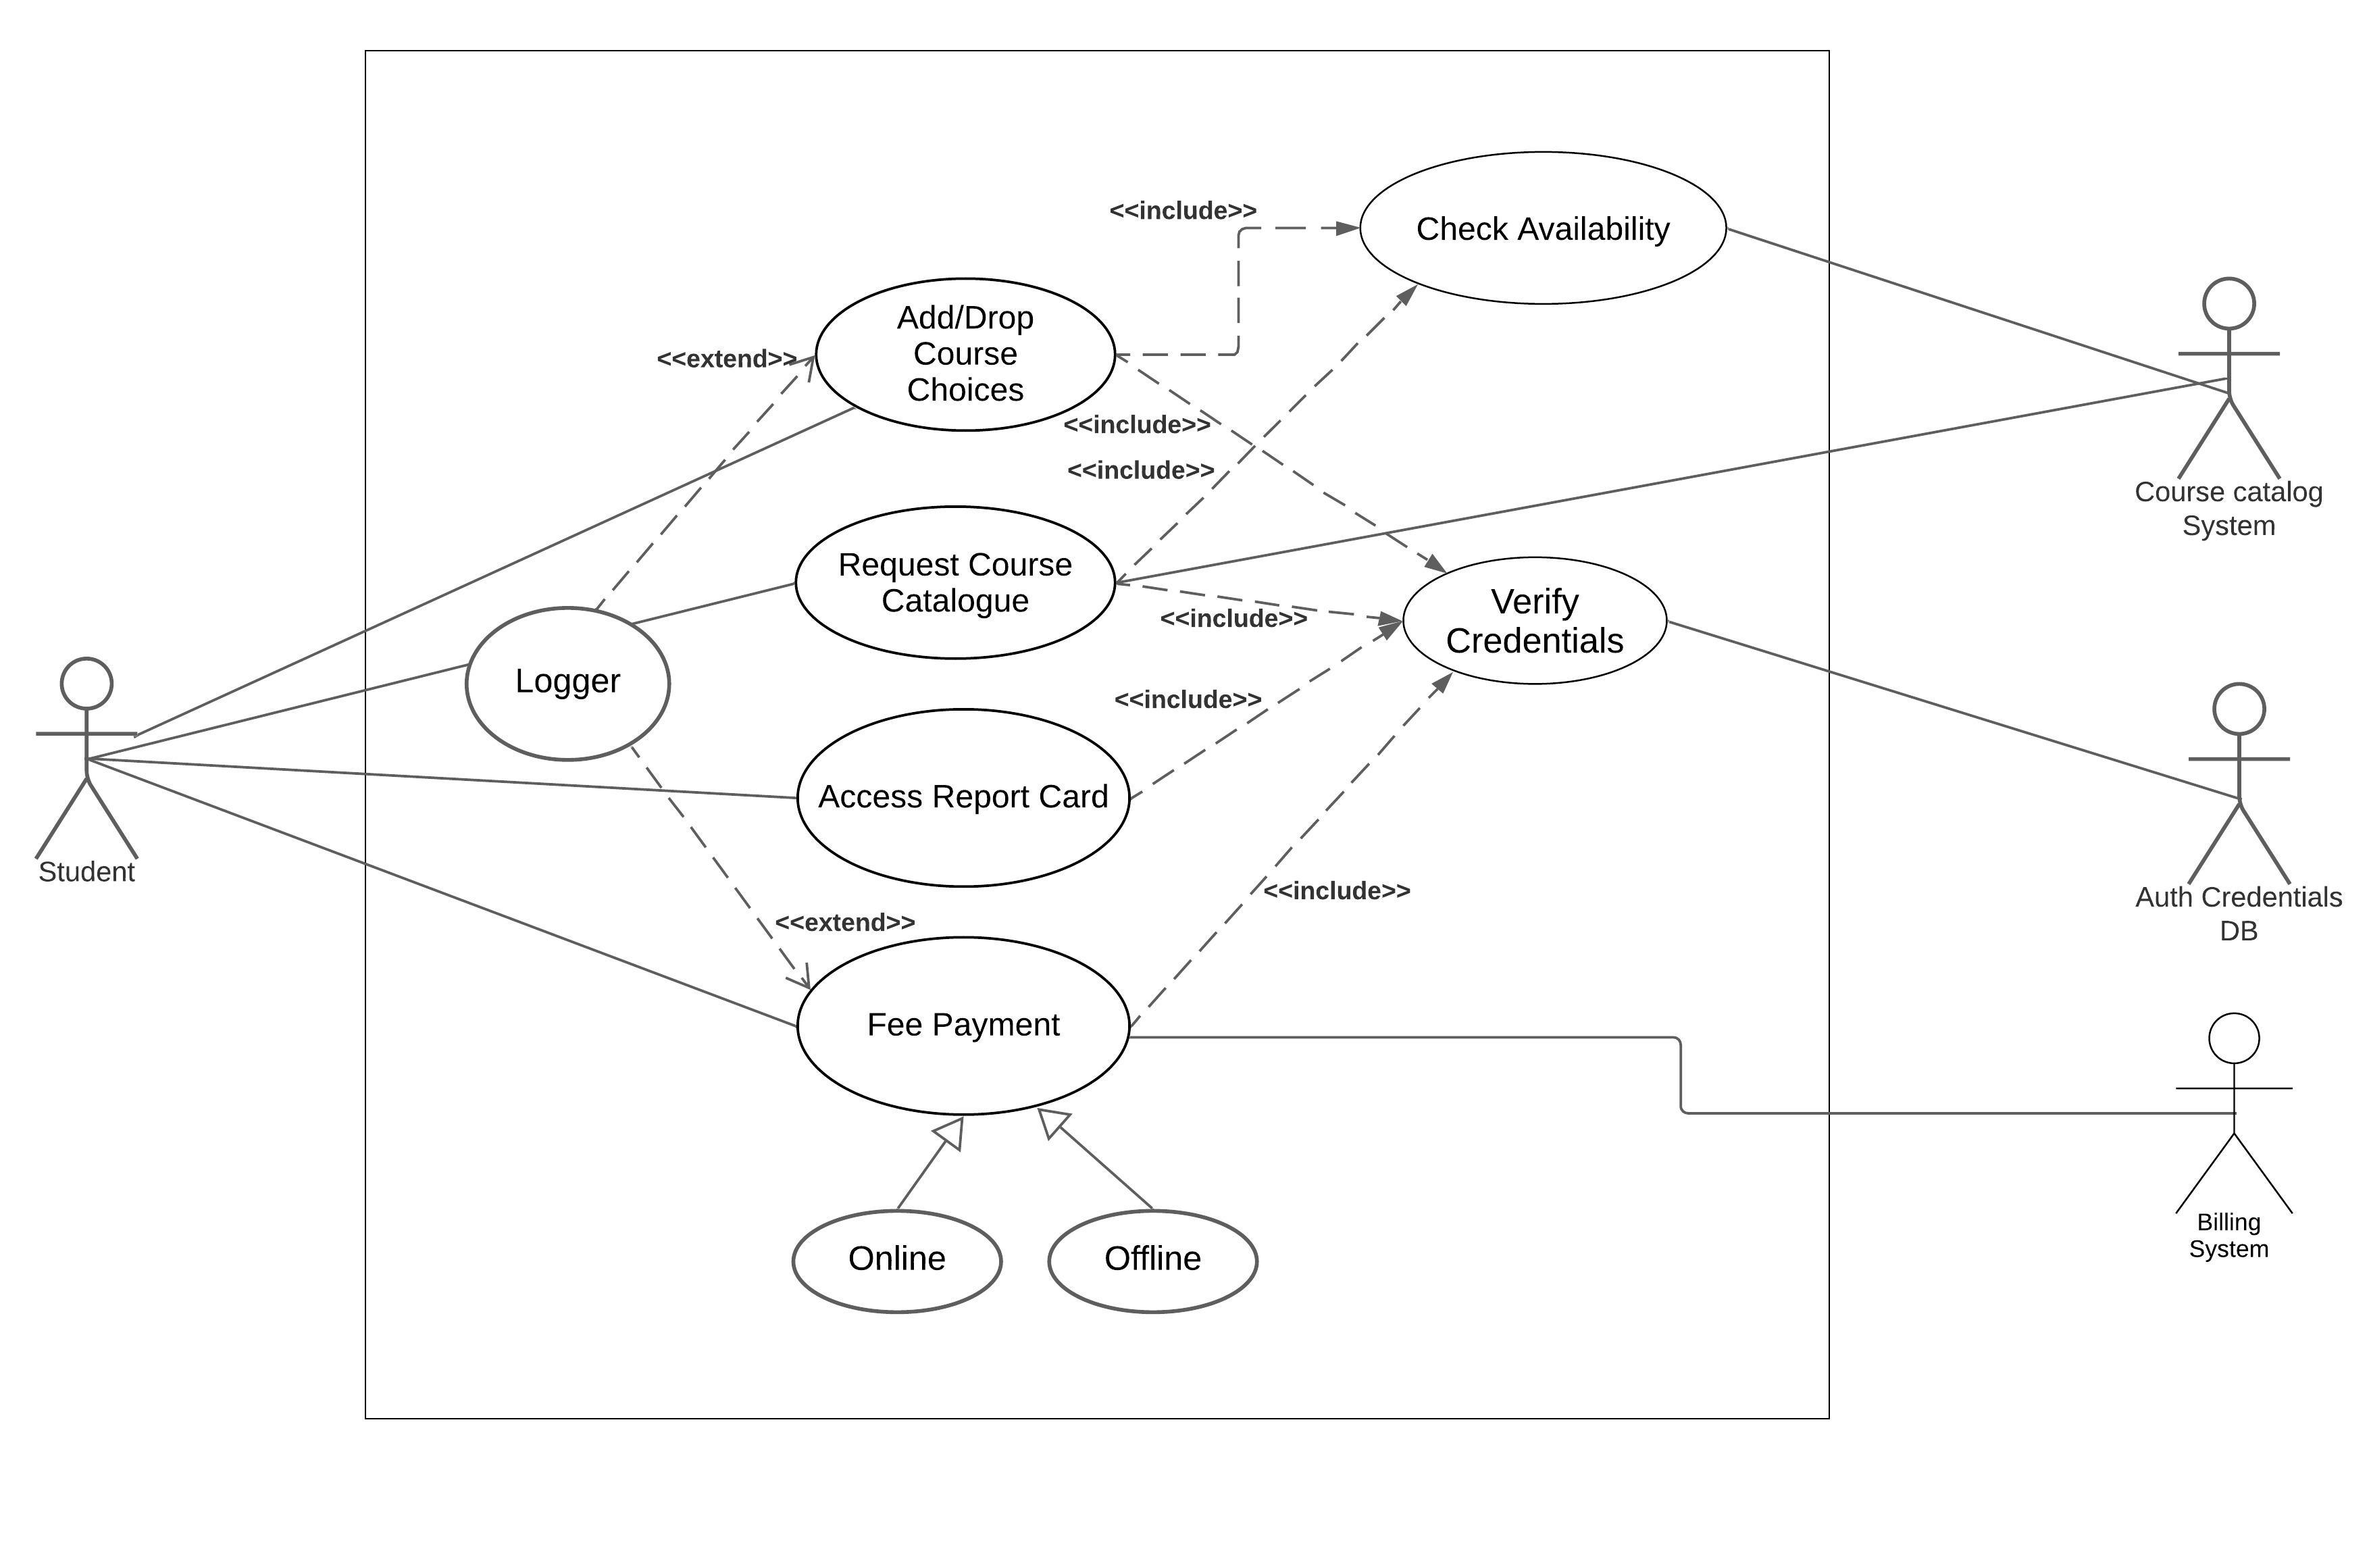 <<include>>
Check Availability
Add/Drop
Course
Choices
<<extend>>
<<include>>
<<include>>
Course catalog
System
Request Course
Catalogue
<<include>>
Verify
Credentials
Logger
<<include>>
Access Report Card
Student
<<include>>
Auth Credentials
DB
<<extend>>
Fee Payment
Billing
System
Online
Offline